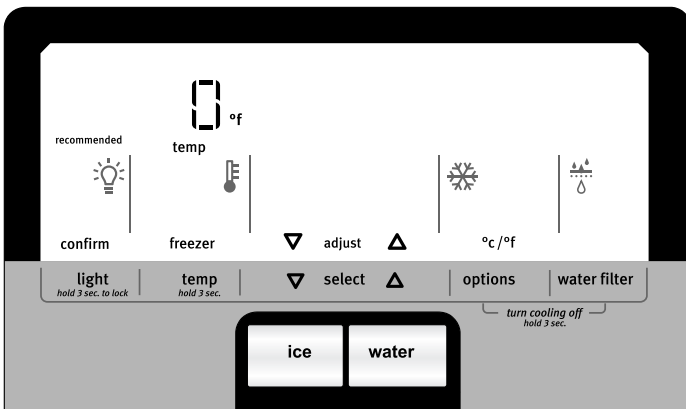 0 °f
recommended
temp
confirm freezer ▽ adjust △ °c/°f
light temp ▽ select △ options water filter
hold 3 sec. to lock hold 3 sec.
turn cooling off
hold 3 sec.
ice water